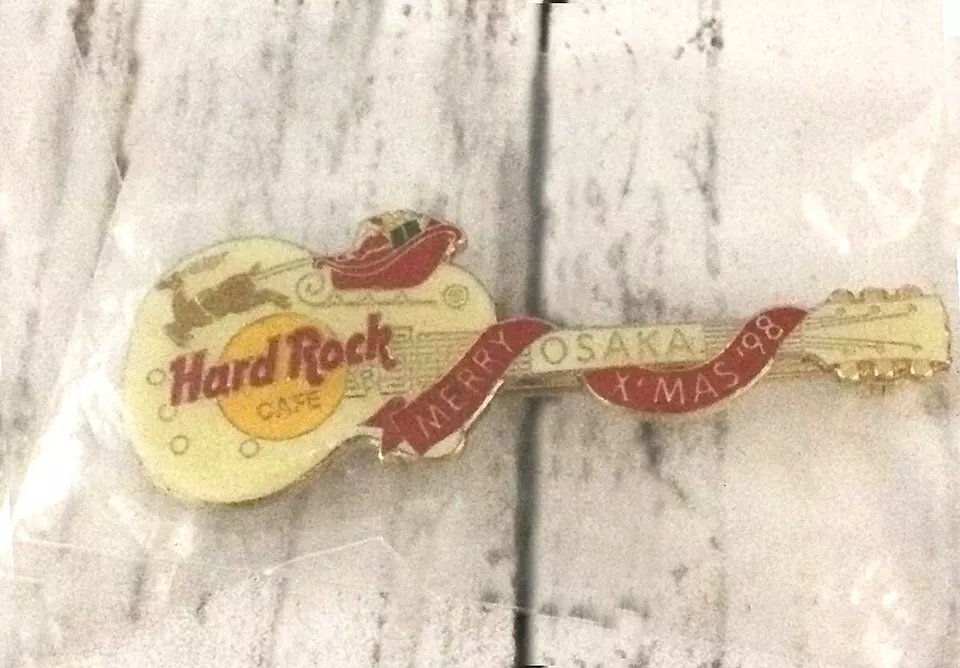 Hard Rock
CAFE
MERRY
OSAKA
X'MAS '98